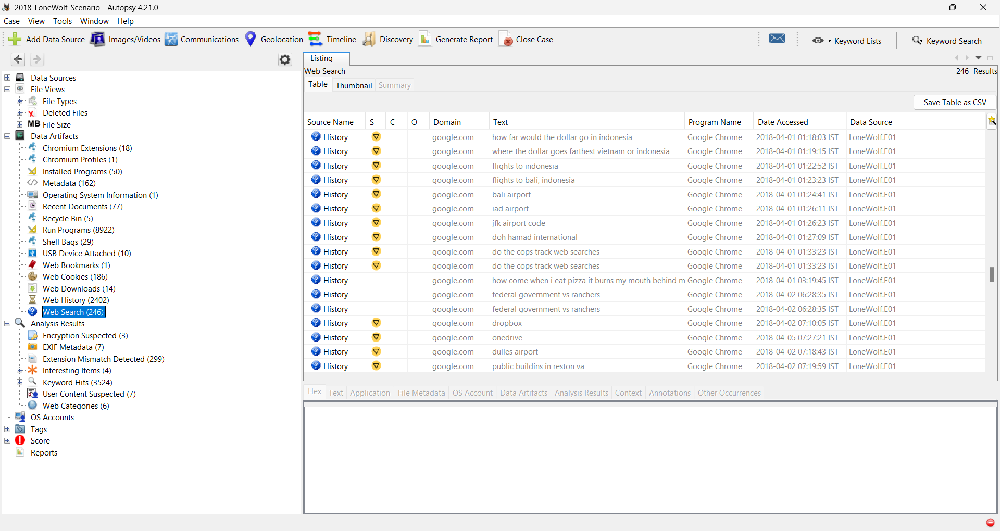 2018_LoneWolf_Scenario - Autopsy 4.21.0
Case View Tools Window Help
Add Data Source Images/Videos Communications Geolocation Timeline Discovery Generate Report Close Case Keyword Lists Keyword Search
Data Sources
File Views
File Types
Deleted Files
MB File Size
Data Artifacts
Chromium Extensions (18)
Chromium Profiles (1)
Installed Programs (50)
Metadata (162)
Operating System Information (1)
Recent Documents (77)
Recycle Bin (5)
Run Programs (8922)
Shell Bags (29)
USB Device Attached (10)
Web Bookmarks (1)
Web Cookies (186)
Web Downloads (14)
Web History (2402)
Web Search (246)
Analysis Results
Encryption Suspected (3)
EXIF Metadata (7)
Extension Mismatch Detected (299)
Interesting Items (4)
Keyword Hits (3524)
User Content Suspected (7)
Web Categories (6)
OS Accounts
Tags
Score
Reports
Listing
Web Search 246 Results
Table Thumbnail Summary
Save Table as CSV
Source Name S C O Domain Text Program Name Date Accessed Data Source
History google.com how far would the dollar go in indonesia Google Chrome 2018-04-01 01:18:03 IST LoneWolf.E01
History google.com where the dollar goes farthest vietnam or indonesia Google Chrome 2018-04-01 01:19:15 IST LoneWolf.E01
History google.com flights to indonesia Google Chrome 2018-04-01 01:22:52 IST LoneWolf.E01
History google.com flights to bali, indonesia Google Chrome 2018-04-01 01:23:23 IST LoneWolf.E01
History google.com bali airport Google Chrome 2018-04-01 01:24:41 IST LoneWolf.E01
History google.com iad airport Google Chrome 2018-04-01 01:26:11 IST LoneWolf.E01
History google.com jfk airport code Google Chrome 2018-04-01 01:26:23 IST LoneWolf.E01
History google.com doh hamad international Google Chrome 2018-04-01 01:27:09 IST LoneWolf.E01
History google.com do the cops track web searches Google Chrome 2018-04-01 01:33:23 IST LoneWolf.E01
History google.com do the cops track web searches Google Chrome 2018-04-01 01:33:23 IST LoneWolf.E01
History google.com how come when i eat pizza it burns my mouth behind m Google Chrome 2018-04-01 03:19:45 IST LoneWolf.E01
History google.com federal government vs ranchers Google Chrome 2018-04-02 06:28:35 IST LoneWolf.E01
History google.com federal government vs ranchers Google Chrome 2018-04-02 06:28:35 IST LoneWolf.E01
History google.com dropbox Google Chrome 2018-04-02 07:10:05 IST LoneWolf.E01
History google.com onedrive Google Chrome 2018-04-05 07:27:21 IST LoneWolf.E01
History google.com dulles airport Google Chrome 2018-04-02 07:18:43 IST LoneWolf.E01
History google.com public buildins in reston va Google Chrome 2018-04-02 07:19:59 IST LoneWolf.E01
Hex Text Application File Metadata OS Account Data Artifacts Analysis Results Context Annotations Other Occurrences